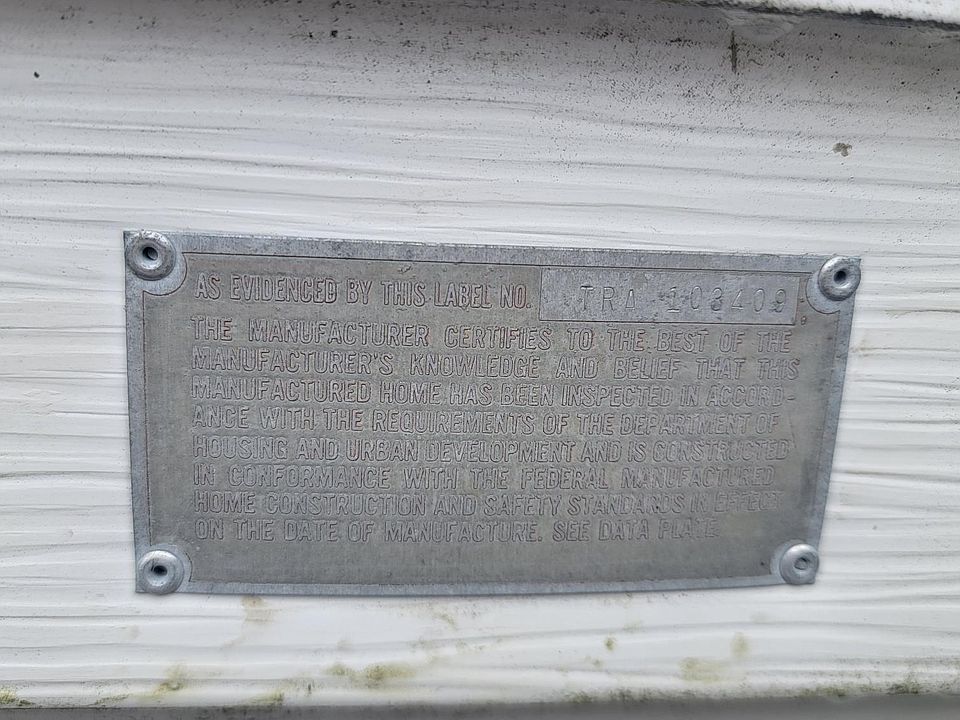 AS EVIDENCED BY THIS LABEL NO. TRA 103409
THE MANUFACTURER CERTIFIES TO THE BEST OF THE
MANUFACTURER'S KNOWLEDGE AND BELIEF THAT THIS
MANUFACTURED HOME HAS BEEN INSPECTED IN ACCORD-
ANCE WITH THE REQUIREMENTS OF THE DEPARTMENT OF
HOUSING AND URBAN DEVELOPMENT AND IS CONSTRUCTED
IN CONFORMANCE WITH THE FEDERAL MANUFACTURED
HOME CONSTRUCTION AND SAFETY STANDARDS IN EFFECT
ON THE DATE OF MANUFACTURE. SEE DATA PLATE